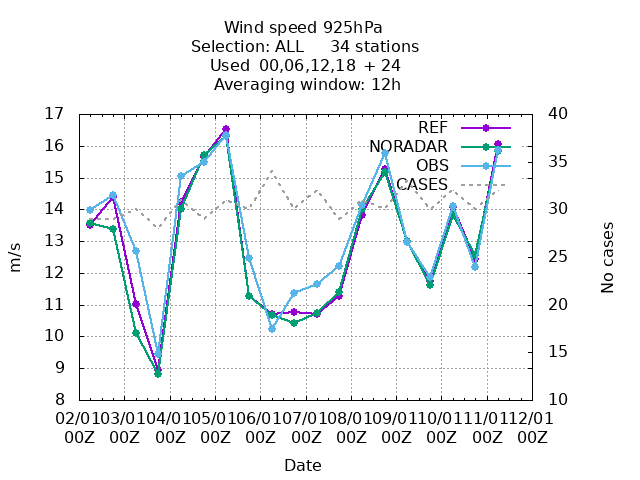 Wind speed 925hPa
Selection: ALL 34 stations
Used 00,06,12,18 + 24
Averaging window: 12h
17 40
REF
16
NORADAR
35
OBS
15
CASES
14 30
13
25
12
11 20
10
15
9
8 10
m/s
No cases
02/01 03/01 04/01 05/01 06/01 07/01 08/01 09/01 10/01 11/01 12/01
00Z 00Z 00Z 00Z 00Z 00Z 00Z 00Z 00Z 00Z 00Z
Date